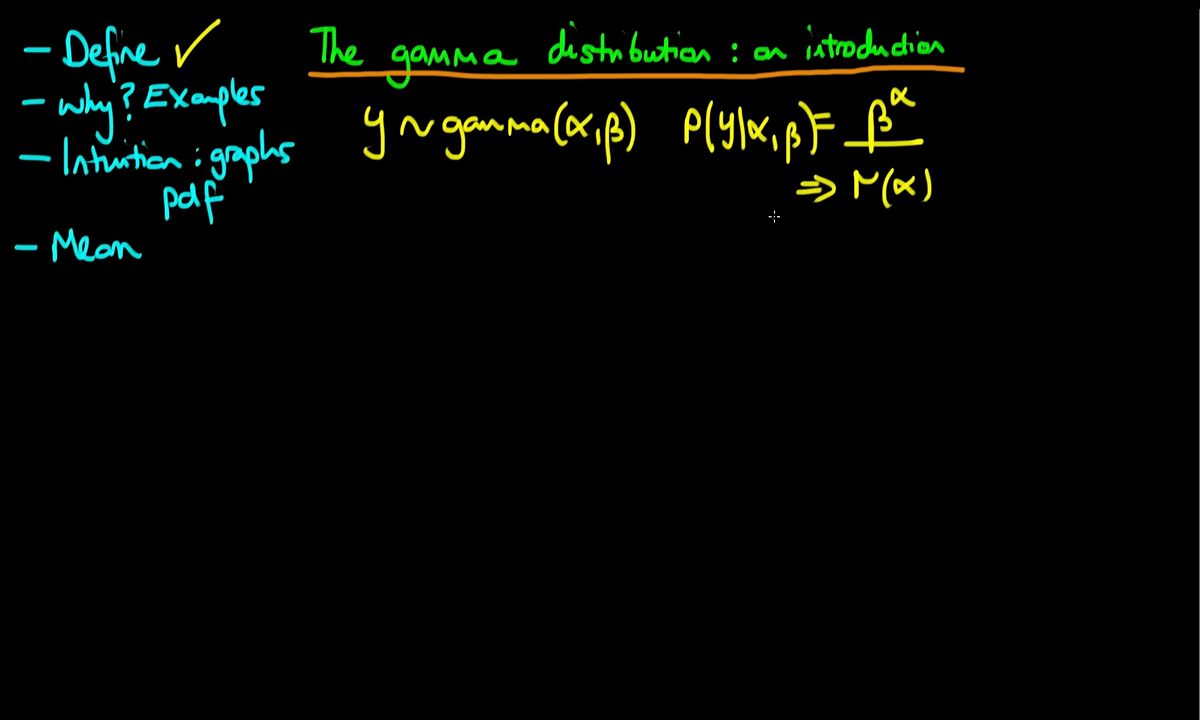 The gamma distribution : an introduction
- Define ✓
- Why? Examples
- Intuition : graphs
pdf
- Mean
y ~ gamma(α,β) p(y|α,β) = β^α
⇒ Γ(α)